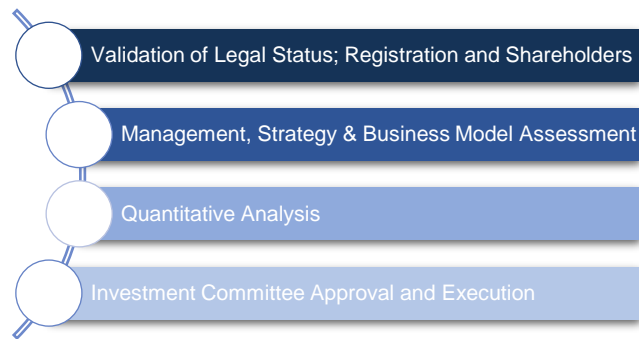 Validation of Legal Status; Registration and Shareholders
Management, Strategy & Business Model Assessment
Quantitative Analysis
Investment Committee Approval and Execution